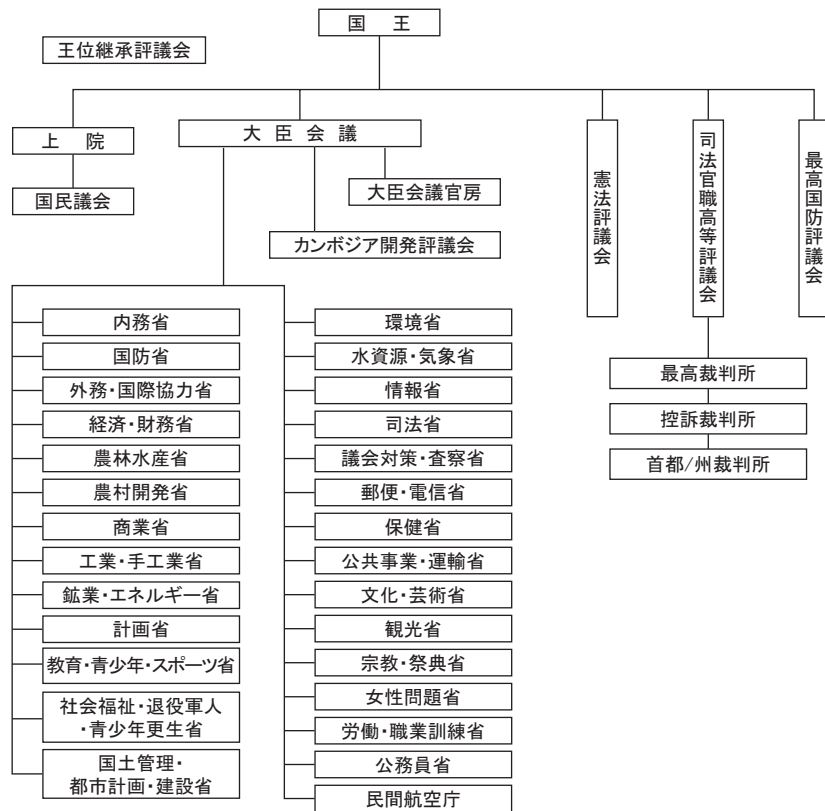 国王
王位継承評議会
上院
国民議会
大臣会議
大臣会議官房
カンボジア開発評議会
憲法評議会
司法官職高等評議会
最高国防評議会
最高裁判所
控訴裁判所
首都/州裁判所
内務省
国防省
外務・国際協力省
経済・財務省
農林水産省
農村開発省
商業省
工業・手工業省
鉱業・エネルギー省
計画省
教育・青少年・スポーツ省
社会福祉・退役軍人
・青少年更生省
国土管理・
都市計画・建設省
環境省
水資源・気象省
情報省
司法省
議会対策・査察省
郵便・電信省
保健省
公共事業・運輸省
文化・芸術省
観光省
宗教・祭典省
女性問題省
労働・職業訓練省
公務員省
民間航空庁